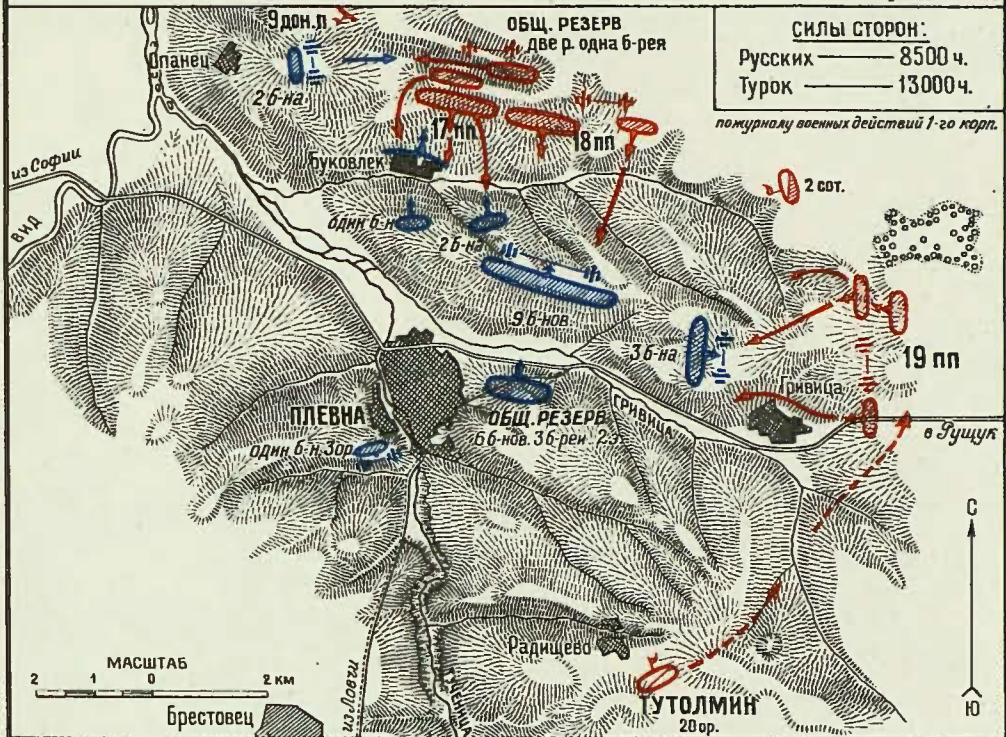 9 дон.п
ОБЩ. РЕЗЕРВ
две р. одна б-рея
СИЛЫ СТОРОН:
Русских — 8500 ч.
Турок — 13000 ч.
по журналу военных действий 1-го корп.
Опанец
2 б-на
17 пп
18 пп
Буковлек
из Софии
ВИД
2 сот.
один б-н
2 б-на
9 б-нов
3 б-на
19 пп
Гривица
ПЛЕВНА
ОБЩ. РЕЗЕРВ
6 б-нов. 3 б-реи.
ГРИВИЦА
в Рущук
один б-н. 3 ор.
С
Радищево
МАСШТАБ
2 1 0 2 км
ТУТОЛМИН
2 ор.
Ю
Брестовец
из Ловчи